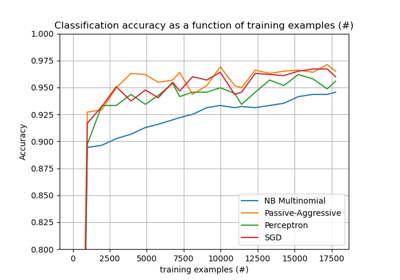 Classification accuracy as a function of training examples (#)
1.000
0.975
0.950
0.925
0.900
0.875
0.850
0.825
0.800
Accuracy
NB Multinomial
Passive-Aggressive
Perceptron
SGD
0 2500 5000 7500 10000 12500 15000 17500
training examples (#)